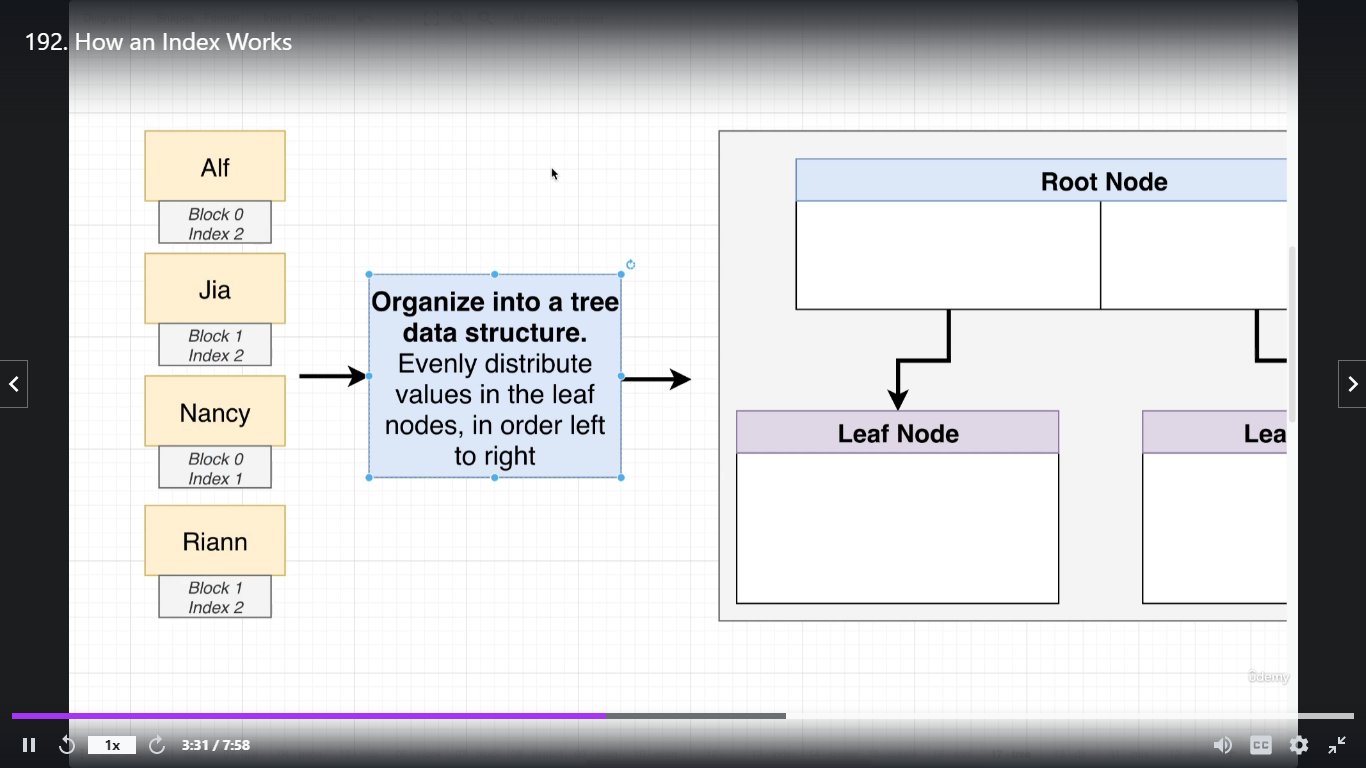 192. How an Index Works
Alf
Block 0
Index 2
Jia
Block 1
Index 2
Nancy
Block 0
Index 1
Riann
Block 1
Index 2
Organize into a tree
data structure.
Evenly distribute
values in the leaf
nodes, in order left
to right
Root Node
Leaf Node
Lea
ûdemy
1x
3:31 / 7:58
CC